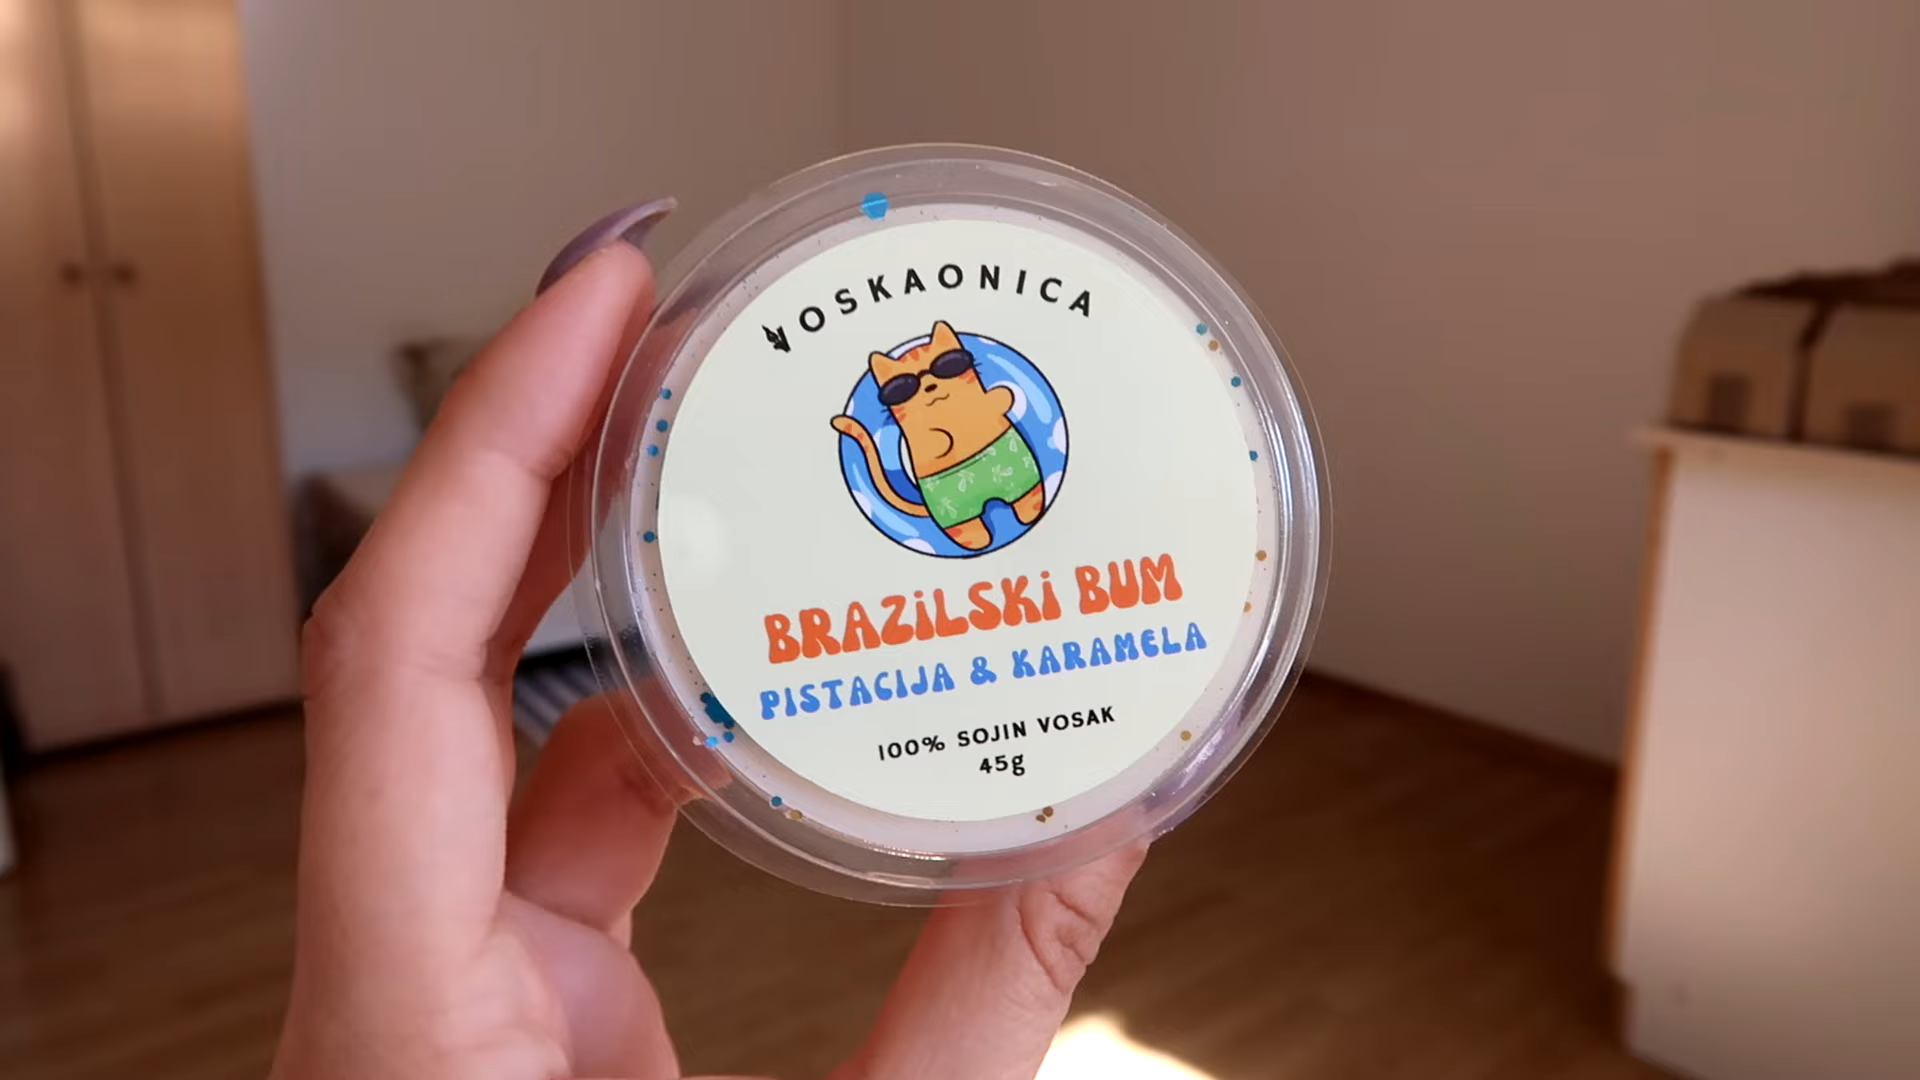 VOSKAONICA
BRAZiLSKi BUM
PISTACIJA & KARAMELA
100% SOJIN VOSAK
45g